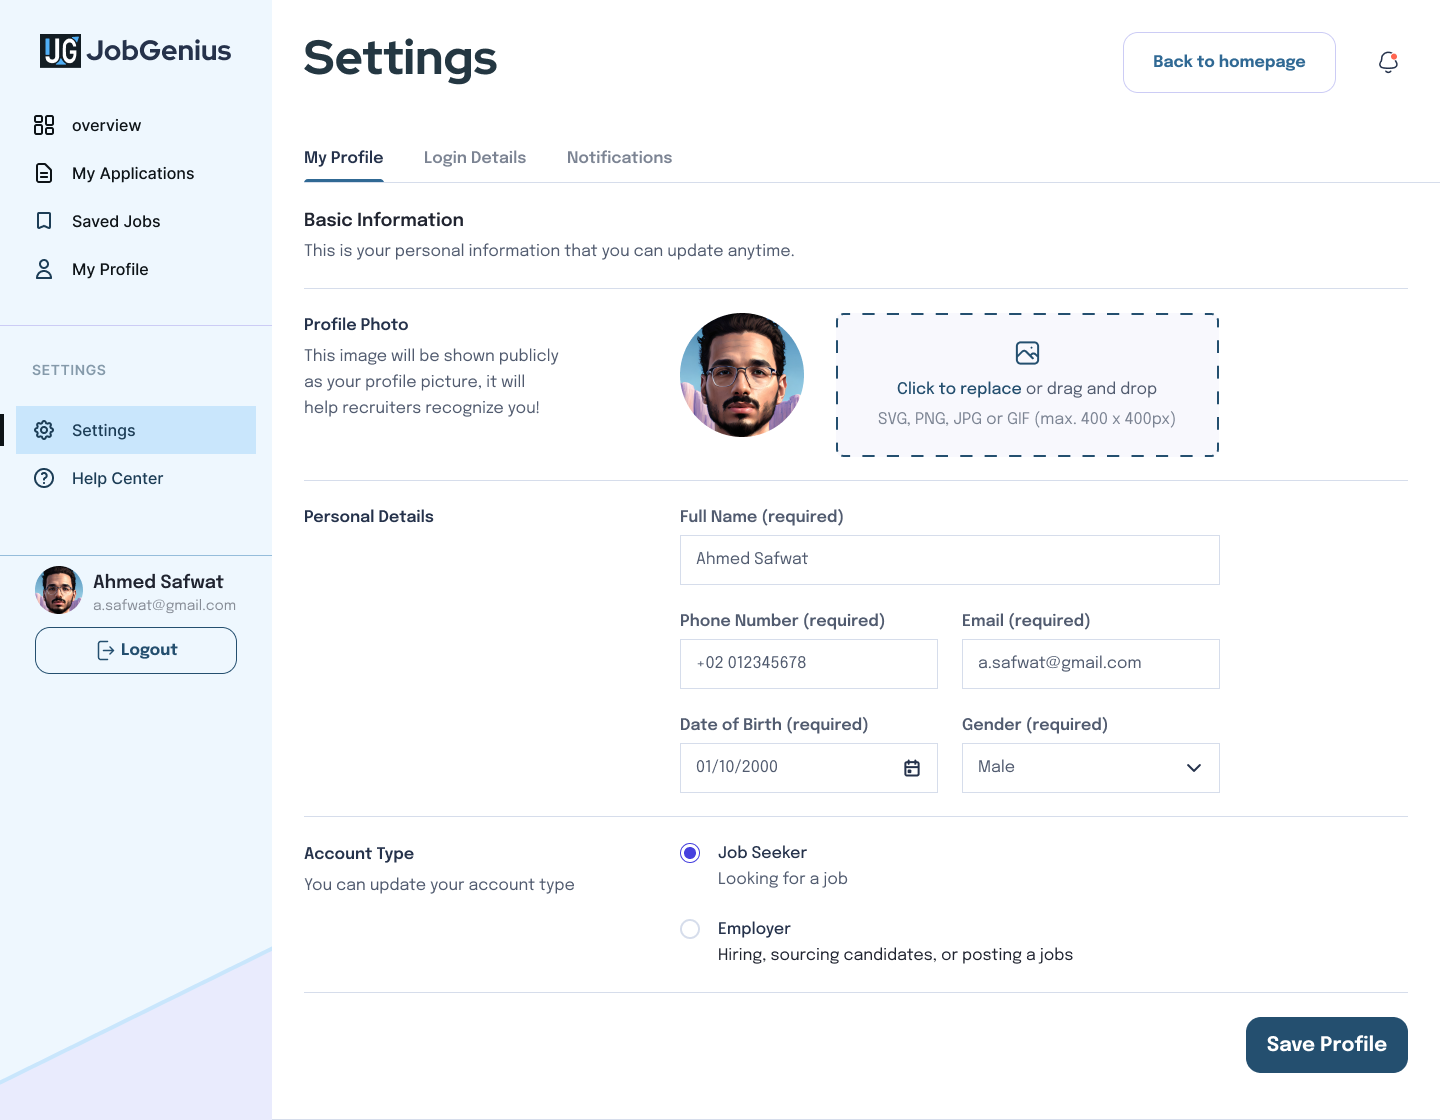 JG JobGenius
overview
My Applications
Saved Jobs
My Profile
SETTINGS
Settings
Help Center
Ahmed Safwat
a.safwat@gmail.com
Logout
Settings
Back to homepage
My Profile
Login Details
Notifications
Basic Information
This is your personal information that you can update anytime.
Profile Photo
This image will be shown publicly
as your profile picture, it will
help recruiters recognize you!
Click to replace or drag and drop
SVG, PNG, JPG or GIF (max. 400 x 400px)
Personal Details
Full Name (required)
Ahmed Safwat
Phone Number (required)
+02 012345678
Email (required)
a.safwat@gmail.com
Date of Birth (required)
01/10/2000
Gender (required)
Male
Account Type
You can update your account type
Job Seeker
Looking for a job
Employer
Hiring, sourcing candidates, or posting a jobs
Save Profile